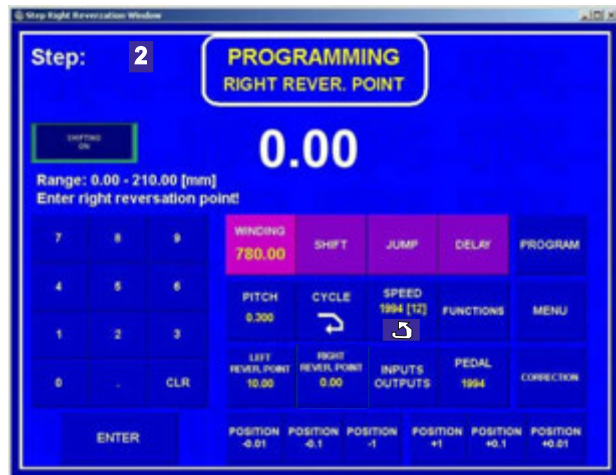 Step Right Reversation Window
Step: 2
PROGRAMMING
RIGHT REVER. POINT
SHIFTING
ON
0.00
Range: 0.00 - 210.00 [mm]
Enter right reversation point!
7 8 9
4 5 6
1 2 3
0 . CLR
ENTER
WINDING
780.00
SHIFT
JUMP
DELAY
PROGRAM
PITCH
0.300
CYCLE
SPEED
1994 [12]
FUNCTIONS
MENU
LEFT
REVER. POINT
10.00
RIGHT
REVER. POINT
0.00
INPUTS
OUTPUTS
PEDAL
1994
CORRECTION
POSITION
-0.01
POSITION
-0.1
POSITION
-1
POSITION
+1
POSITION
+0.1
POSITION
+0.01